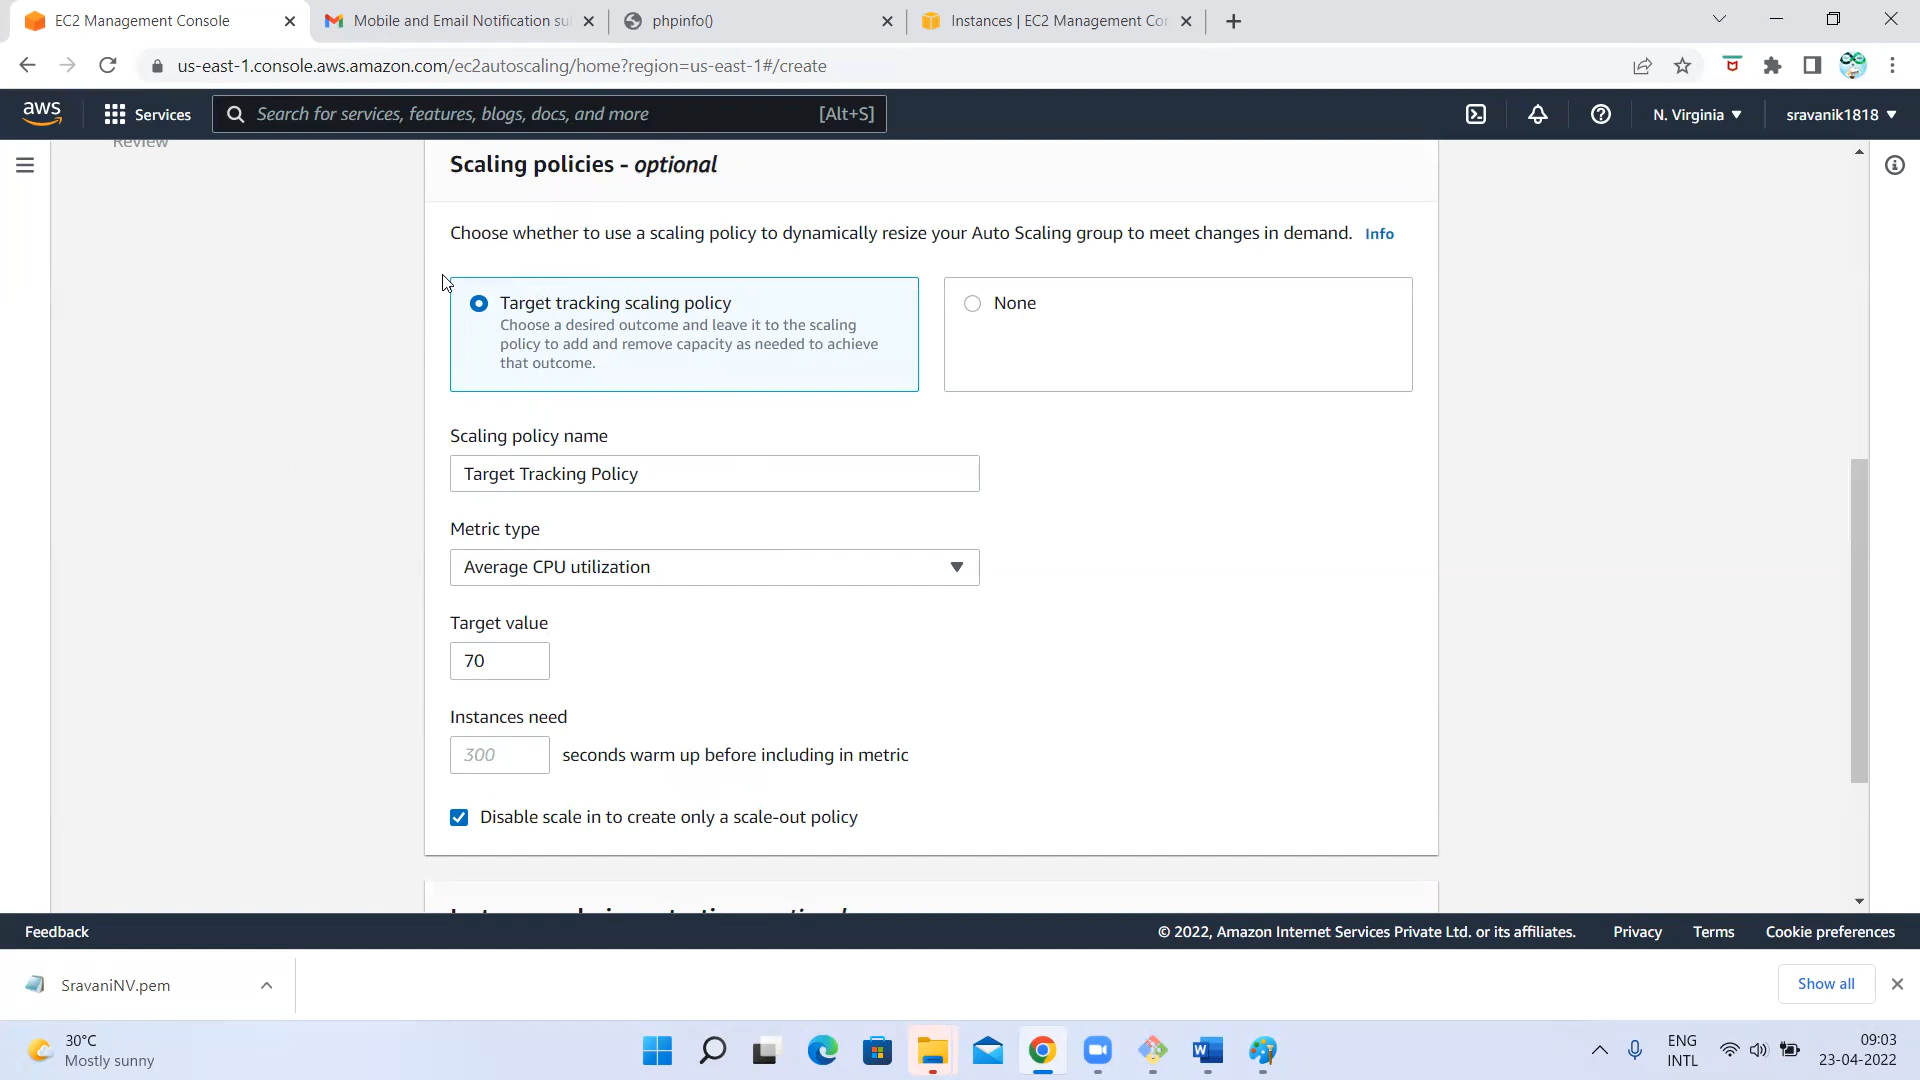 EC2 Management Console
Mobile and Email Notification su
phpinfo()
Instances | EC2 Management Con
us-east-1.console.aws.amazon.com/ec2autoscaling/home?region=us-east-1#/create
aws
Services
Search for services, features, blogs, docs, and more
[Alt+S]
N. Virginia
sravanik1818
Review
Scaling policies - optional
Choose whether to use a scaling policy to dynamically resize your Auto Scaling group to meet changes in demand. Info
Target tracking scaling policy
Choose a desired outcome and leave it to the scaling
policy to add and remove capacity as needed to achieve
that outcome.
None
Scaling policy name
Target Tracking Policy
Metric type
Average CPU utilization
Target value
70
Instances need
300
seconds warm up before including in metric
Disable scale in to create only a scale-out policy
Feedback
© 2022, Amazon Internet Services Private Ltd. or its affiliates.
Privacy
Terms
Cookie preferences
SravaniNV.pem
Show all
30°C
Mostly sunny
ENG
INTL
09:03
23-04-2022